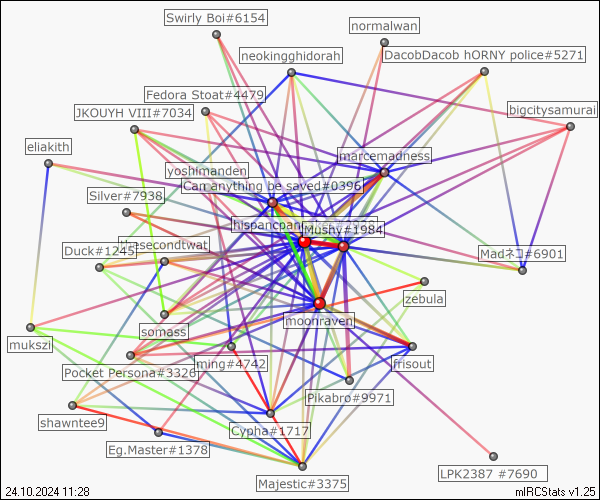 Swirly Boi#6154
normalwan
neokingghidorah
DacobDacob hORNY police#5271
Fedora Stoat#4479
JKOUYH VIII#7034
bigcitysamurai
eliakith
marcemadness
yoshimanden
Can anything be saved#0396
Silver#7938
hispancpan
Mushy#1984
Duck#1245
thesecondtwat
Madネコ#6901
zebula
moonraven
somass
mukszi
ming#4742
frisout
Pocket Persona#3326
Pikabro#9971
shawntee9
Cypha#1717
Eg.Master#1378
LPK2387 #7690
Majestic#3375
24.10.2024 11:28
mIRCStats v1.25